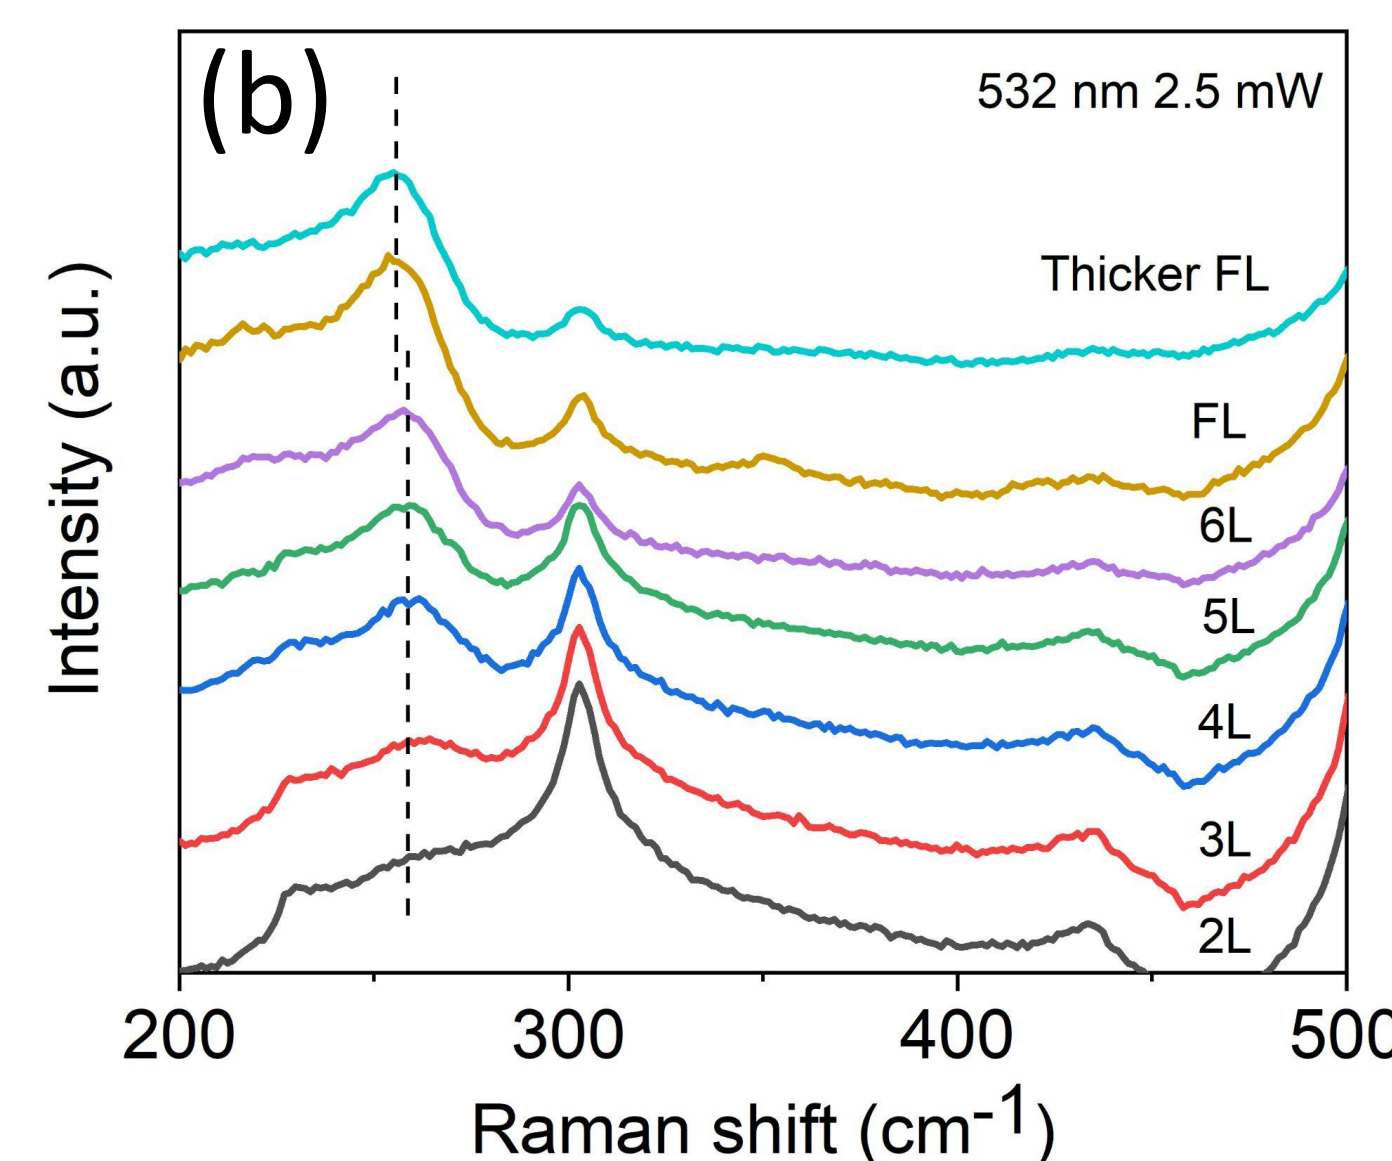 (b)
532 nm 2.5 mW
Thicker FL
FL
6L
5L
4L
3L
2L
Intensity (a.u.)
200 300 400 500
Raman shift (cm-1)